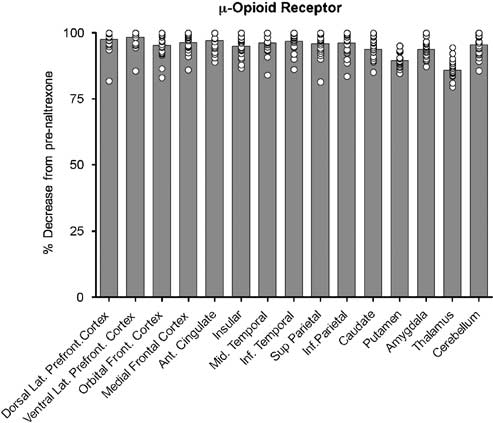 μ-Opioid Receptor
% Decrease from pre-naltrexone
100
75
50
25
0
Dorsal Lat. Prefront.Cortex
Ventral Lat. Prefront. Cortex
Orbital Front. Cortex
Medial Frontal Cortex
Ant. Cingulate
Insular
Mid. Temporal
Inf. Temporal
Sup Parietal
Inf.Parietal
Caudate
Putamen
Amygdala
Thalamus
Cerebellum